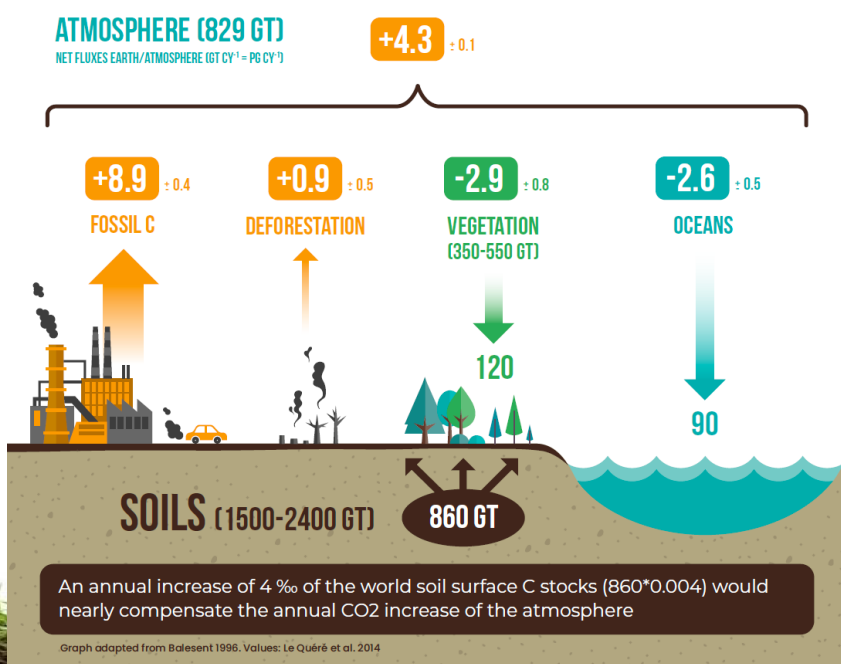 ATMOSPHERE (829 GT)
NET FLUXES EARTH/ATMOSPHERE (GT CY⁻¹ = PG CY⁻¹)
+4.3 ± 0.1
+8.9 ± 0.4
FOSSIL C
+0.9 ± 0.5
DEFORESTATION
-2.9 ± 0.8
VEGETATION
(350-550 GT)
120
-2.6 ± 0.5
OCEANS
90
SOILS (1500-2400 GT)
860 GT
An annual increase of 4 ‰ of the world soil surface C stocks (860*0.004) would
nearly compensate the annual CO2 increase of the atmosphere
Graph adapted from Balesent 1996. Values: Le Quéré et al. 2014